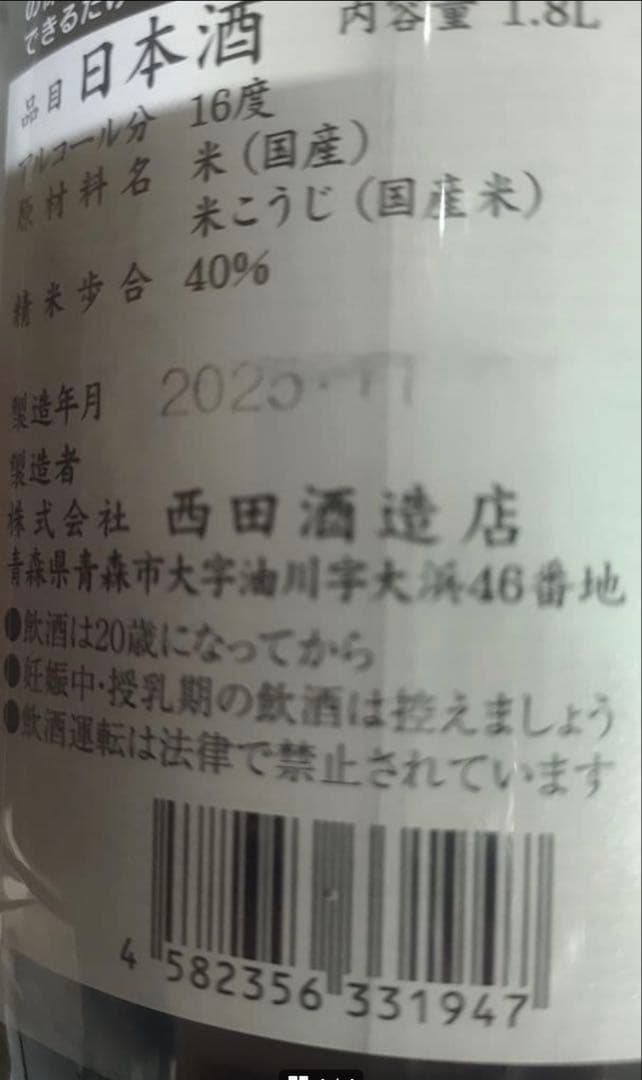 できるだけ
内容量 1.8L
品目 日本酒
アルコール分 16度
原材料名 米(国産)
米こうじ(国産米)
精米歩合 40%
製造年月
製造者
株式会社 西田酒造店
青森県青森市大字油川字大浜46番地
●飲酒は20歳になってから
●妊娠中・授乳期の飲酒は控えましょう
●飲酒運転は法律で禁止されています
4 582356 331947